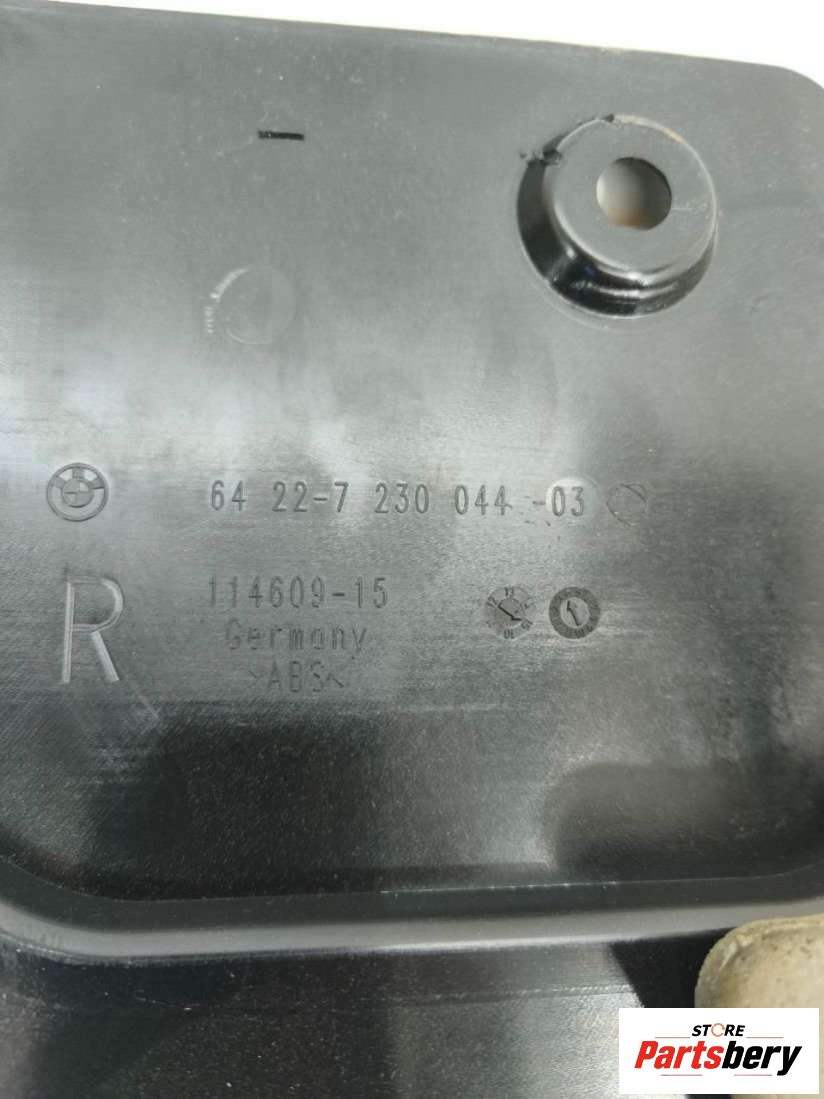 64 22-7 230 044 -03
R
114609-15
Germany
>ABS<
STORE
Partsbery